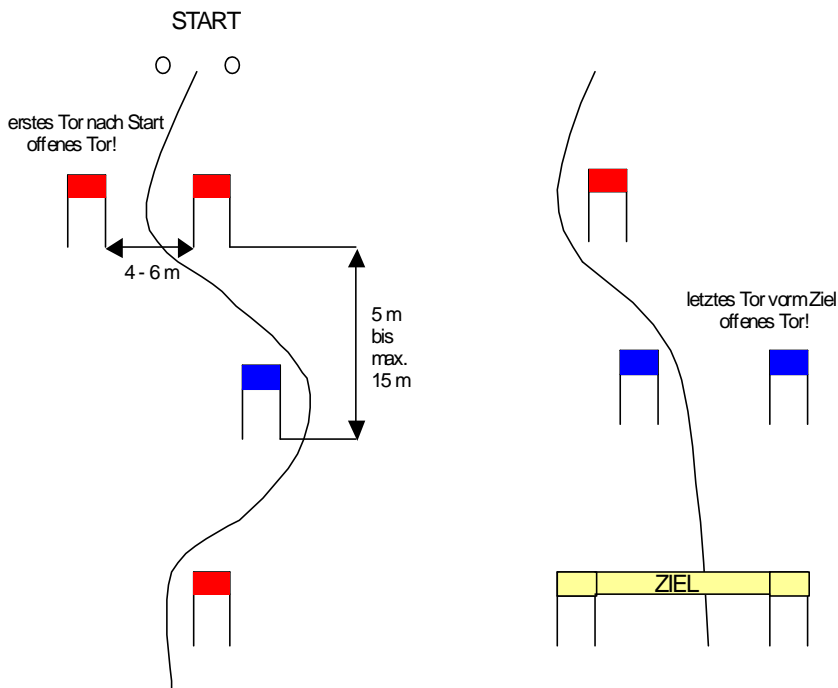 START
erstes Tor nach Start
offenes Tor!
4 - 6 m
5 m
bis
max.
15 m
letztes Tor vorm Ziel
offenes Tor!
ZIEL